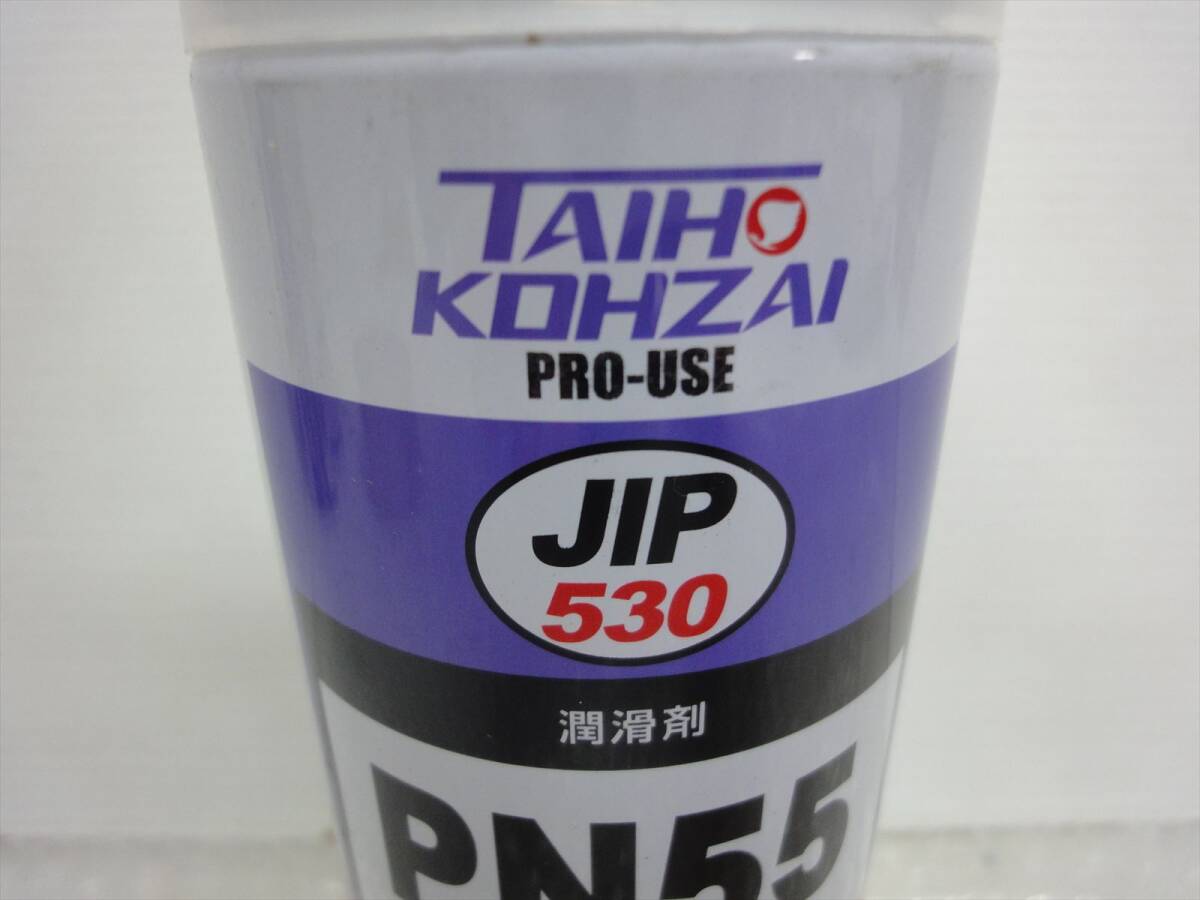 TAIHO
KOHZAI
PRO-USE
JIP
530
潤滑剤
PN55